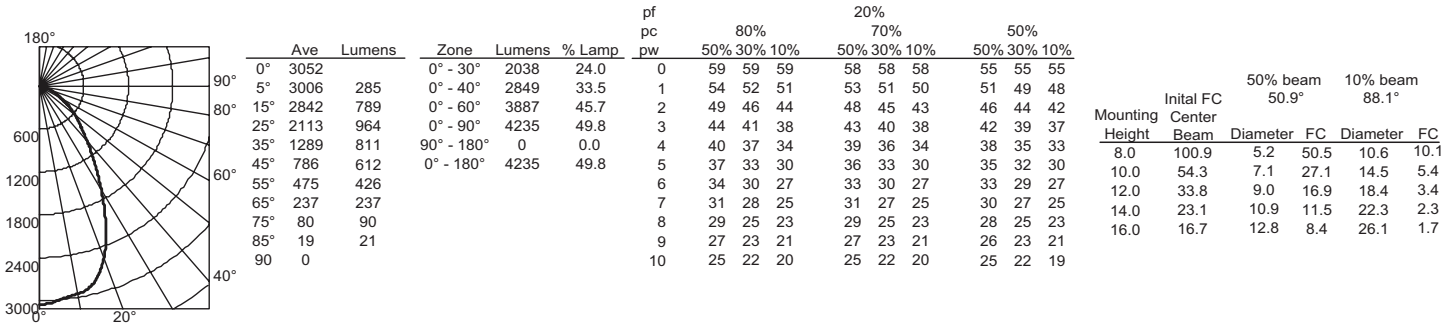 180°
90°
80°
60°
40°
600
1200
1800
2400
3000
0° 20°
Ave Lumens
0° 3052
5° 3006 285
15° 2842 789
25° 2113 964
35° 1289 811
45° 786 612
55° 475 426
65° 237 237
75° 80 90
85° 19 21
90 0
Zone Lumens % Lamp
0° - 30° 2038 24.0
0° - 40° 2849 33.5
0° - 60° 3887 45.7
0° - 90° 4235 49.8
90° - 180° 0 0.0
0° - 180° 4235 49.8
pf 20%
pc 80% 70% 50%
pw 50% 30% 10% 50% 30% 10% 50% 30% 10%
0 59 59 59 58 58 58 55 55 55
1 54 52 51 53 51 50 51 49 48
2 49 46 44 48 45 43 46 44 42
3 44 41 38 43 40 38 42 39 37
4 40 37 34 39 36 34 38 35 33
5 37 33 30 36 33 30 35 32 30
6 34 30 27 33 30 27 33 29 27
7 31 28 25 31 27 25 30 27 25
8 29 25 23 29 25 23 28 25 23
9 27 23 21 27 23 21 26 23 21
10 25 22 20 25 22 20 25 22 19
50% beam 10% beam
50.9° 88.1°
Mounting Height Inital FC Center Beam Diameter FC Diameter FC
8.0 100.9 5.2 50.5 10.6 10.1
10.0 54.3 7.1 27.1 14.5 5.4
12.0 33.8 9.0 16.9 18.4 3.4
14.0 23.1 10.9 11.5 22.3 2.3
16.0 16.7 12.8 8.4 26.1 1.7